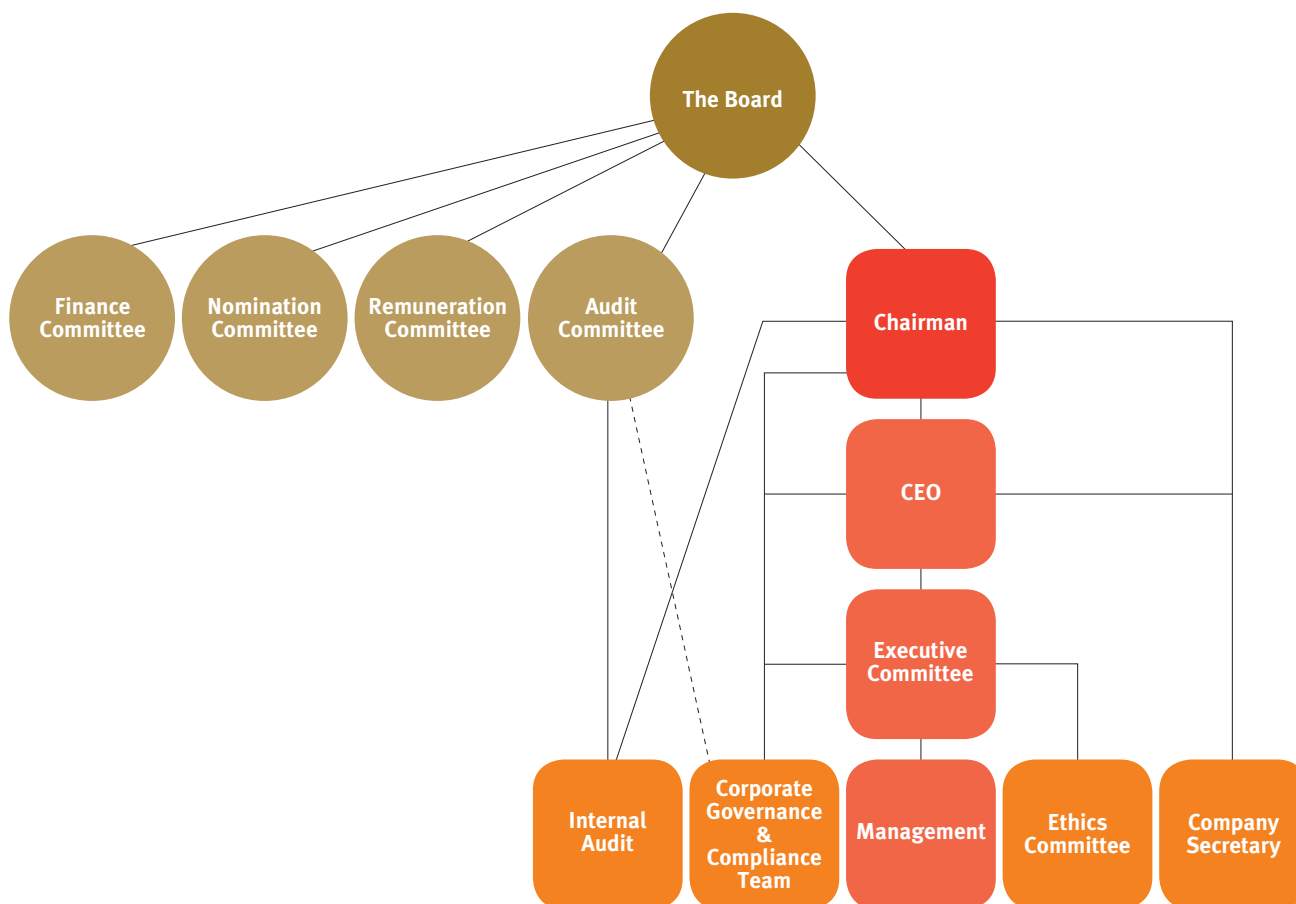 The Board
Finance
Committee
Nomination
Committee
Remuneration
Committee
Audit
Committee
Chairman
CEO
Executive
Committee
Internal
Audit
Corporate
Governance
&
Compliance
Team
Management
Ethics
Committee
Company
Secretary